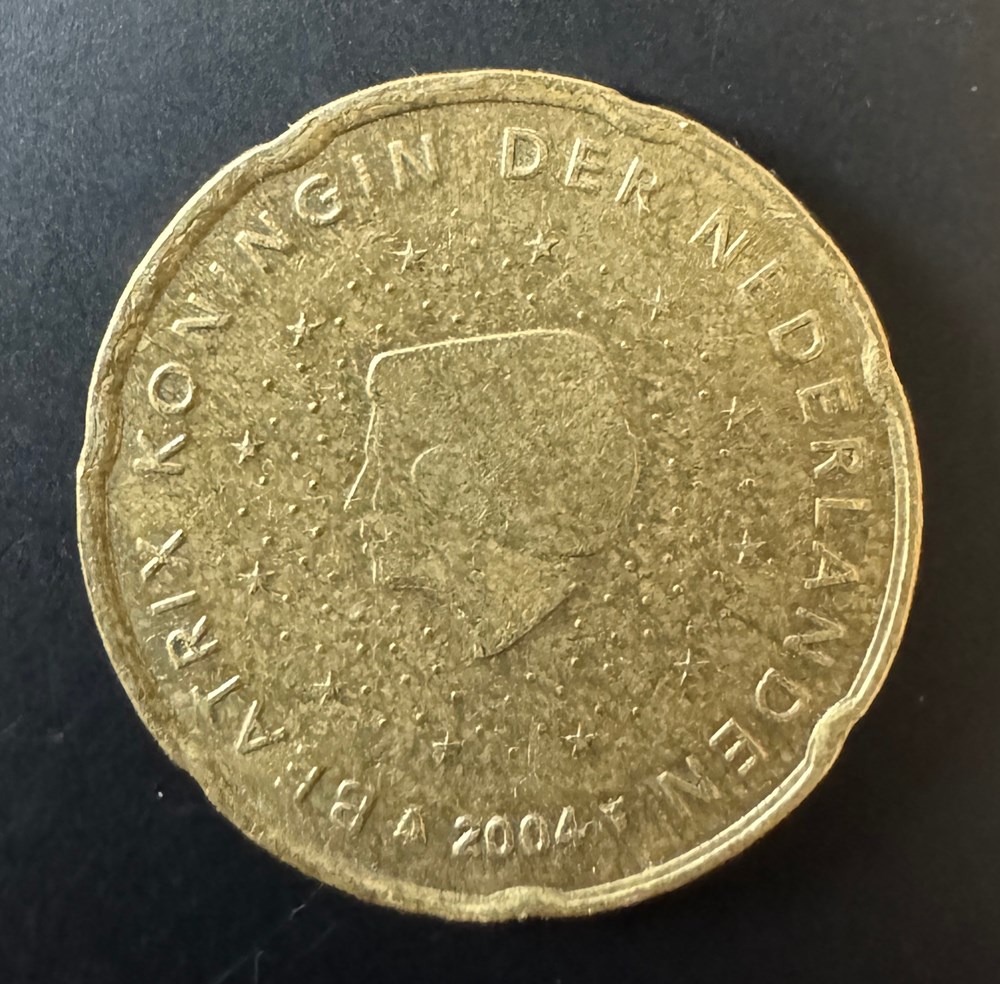 BEATRIX KONINGIN DER NEDERLANDEN
2004